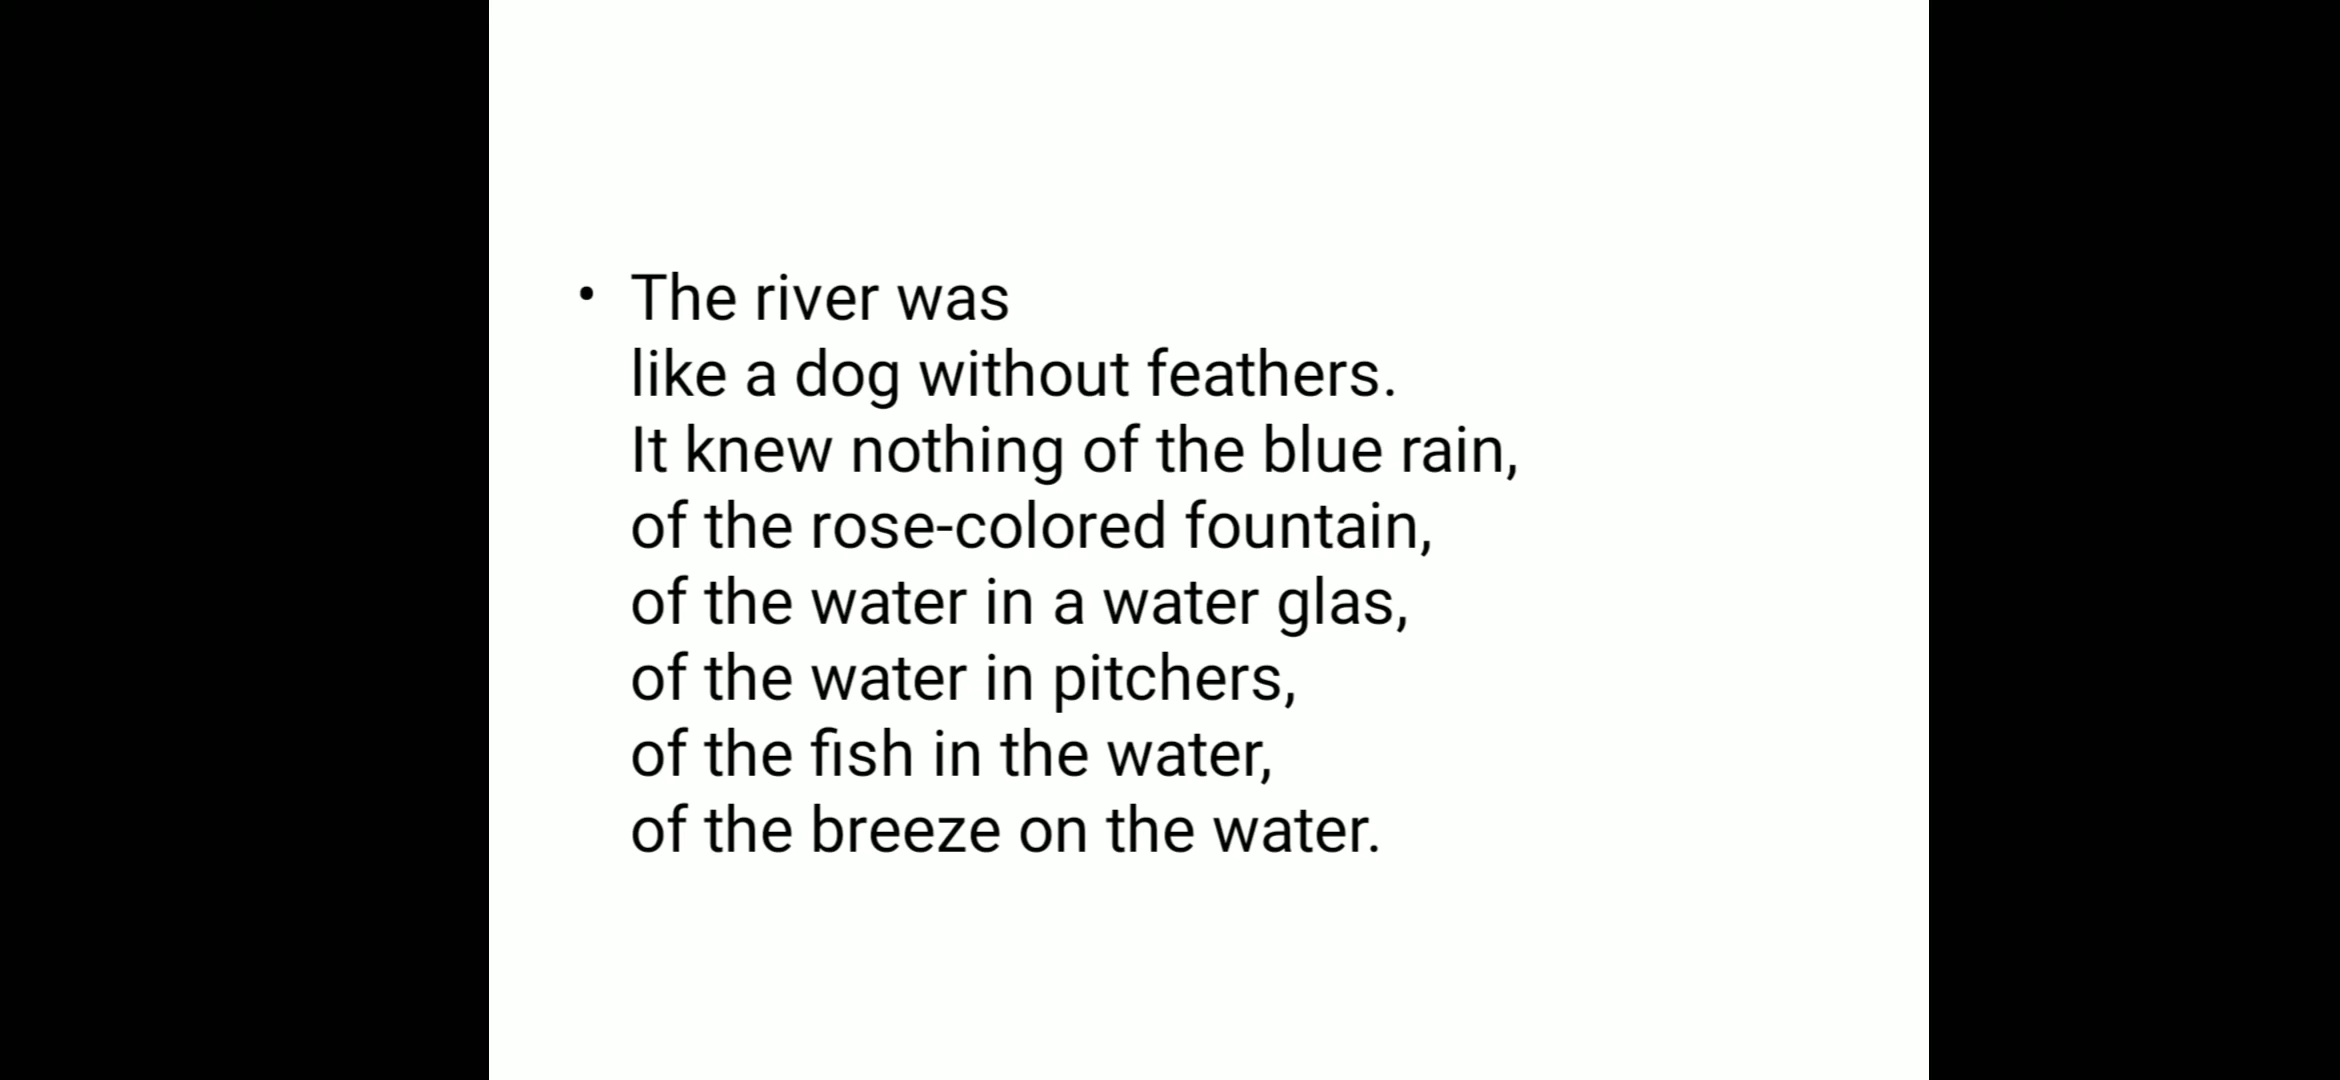 • The river was
like a dog without feathers.
It knew nothing of the blue rain,
of the rose-colored fountain,
of the water in a water glas,
of the water in pitchers,
of the fish in the water,
of the breeze on the water.